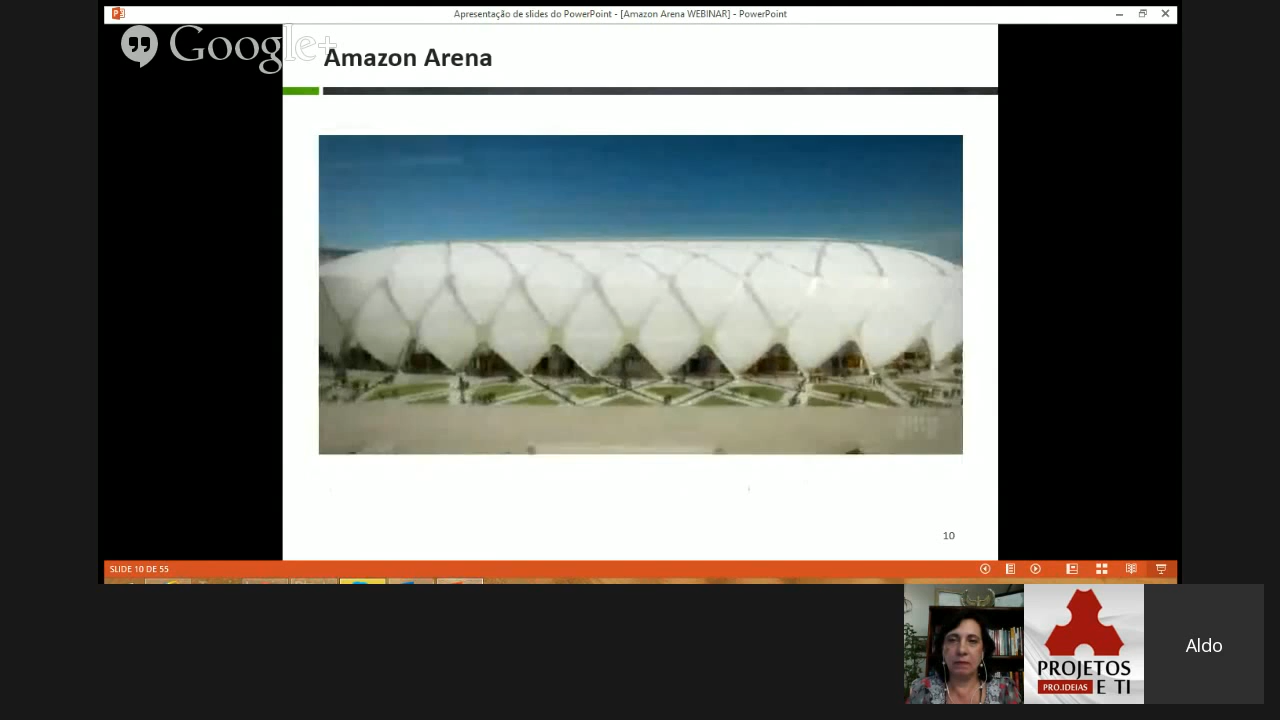 Apresentação de slides do PowerPoint - [Amazon Arena WEBINAR] - PowerPoint
Google+
Amazon Arena
10
SLIDE 10 DE 55
PROJETOS
PRO.IDEIAS E TI
Aldo